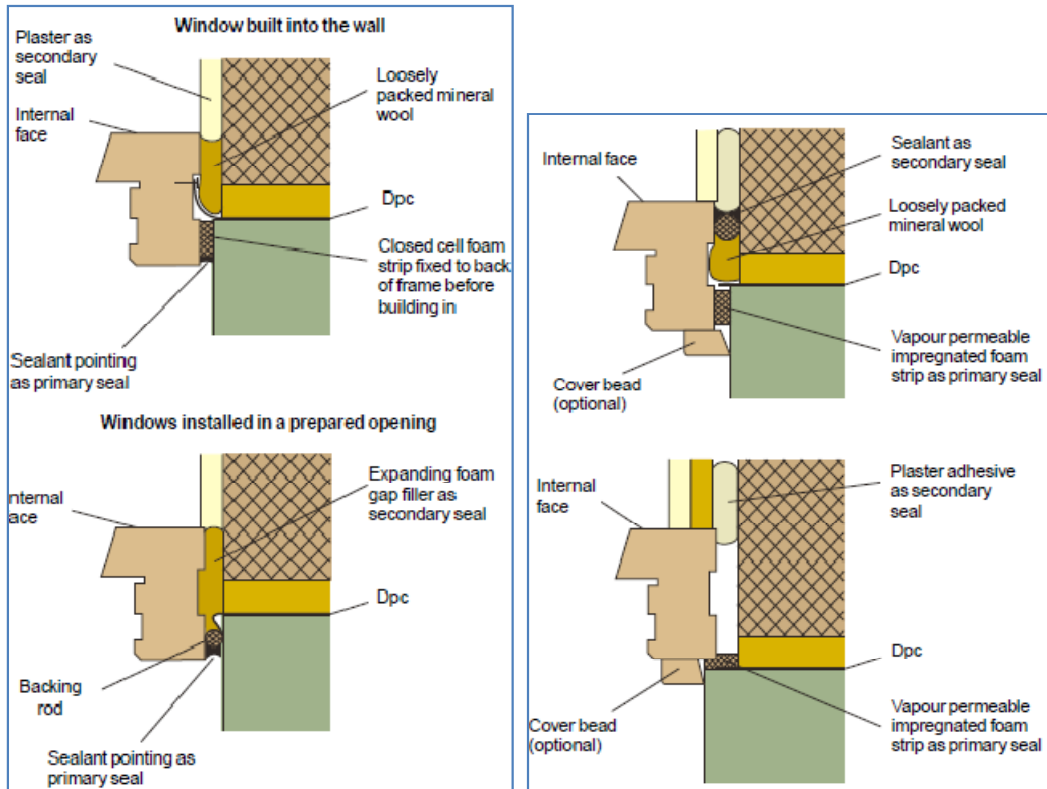 Window built into the wall
Plaster as
secondary
seal
Loosely
packed mineral
wool
Internal
face
Dpc
Closed cell foam
strip fixed to back
of frame before
building in
Sealant pointing
as primary seal
Windows installed in a prepared opening
Expanding foam
gap filler as
secondary seal
nternal
ace
Dpc
Backing
rod
Sealant pointing as
primary seal
Internal face
Sealant as
secondary seal
Loosely packed
mineral wool
Dpc
Vapour permeable
impregnated foam
strip as primary seal
Cover bead
(optional)
Internal
face
Plaster adhesive
as secondary
seal
Dpc
Vapour permeable
impregnated foam
strip as primary seal
Cover bead
(optional)